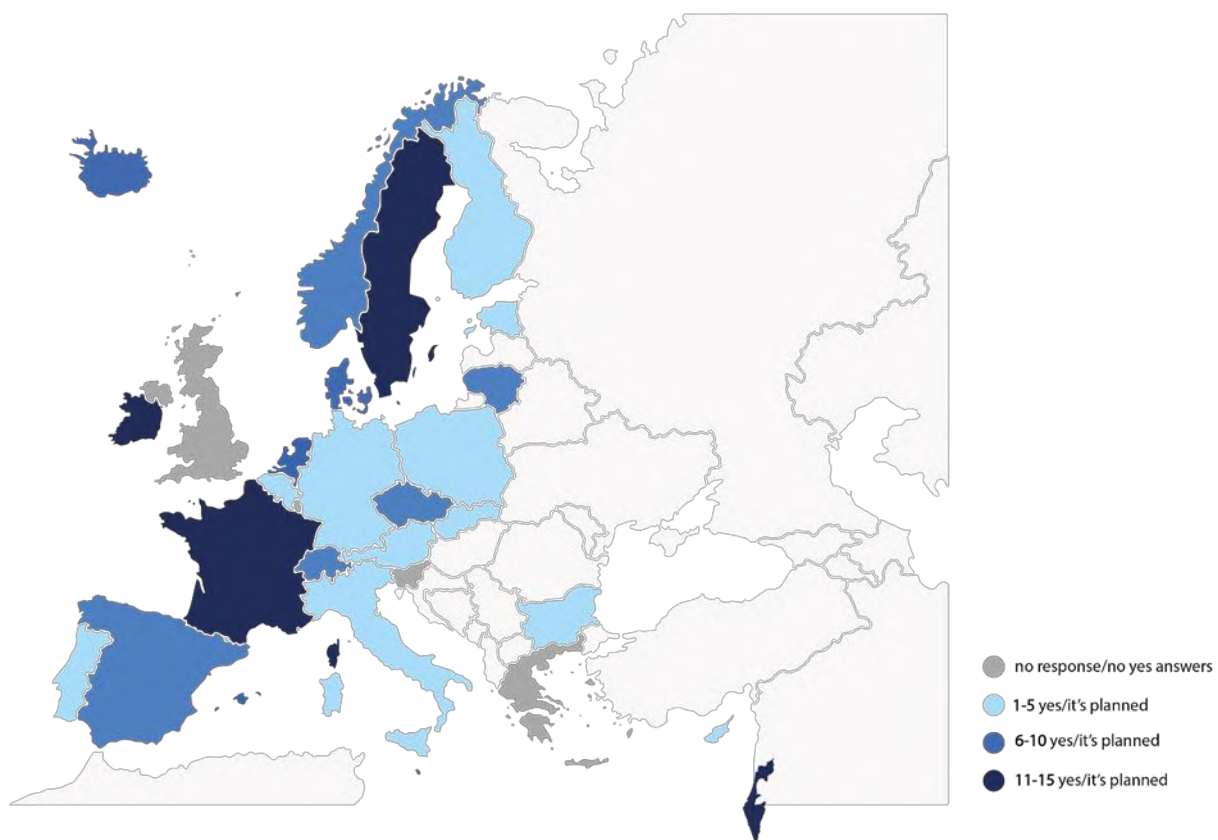 no response/no yes answers
1-5 yes/it's planned
6-10 yes/it's planned
11-15 yes/it's planned